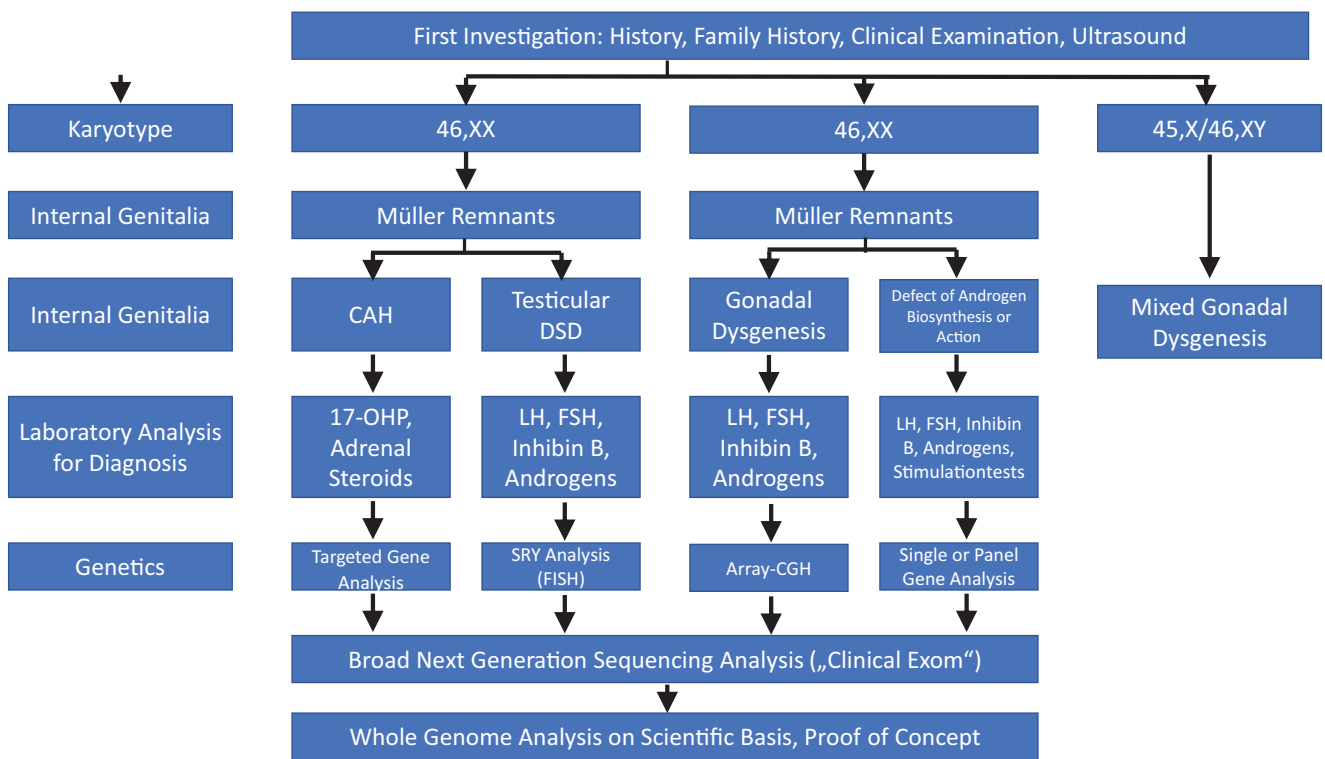 First Investigation: History, Family History, Clinical Examination, Ultrasound
Karyotype
46,XX
46,XX
45,X/46,XY
Internal Genitalia
Müller Remnants
Müller Remnants
Internal Genitalia
CAH
Testicular
DSD
Gonadal
Dysgenesis
Defect of Androgen
Biosynthesis or
Action
Mixed Gonadal
Dysgenesis
Laboratory Analysis
for Diagnosis
17-OHP,
Adrenal
Steroids
LH, FSH,
Inhibin B,
Androgens
LH, FSH,
Inhibin B,
Androgens
LH, FSH, Inhibin
B, Androgens,
Stimulationtests
Genetics
Targeted Gene
Analysis
SRY Analysis
(FISH)
Array-CGH
Single or Panel
Gene Analysis
Broad Next Generation Sequencing Analysis („Clinical Exom“)
Whole Genome Analysis on Scientific Basis, Proof of Concept